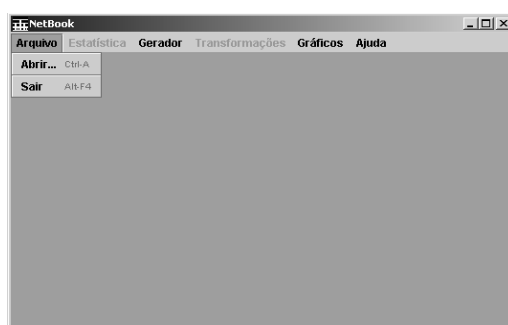 NetBook
Arquivo Estatística Gerador Transformações Gráficos Ajuda
Abrir... Ctrl-A
Sair Alt-F4